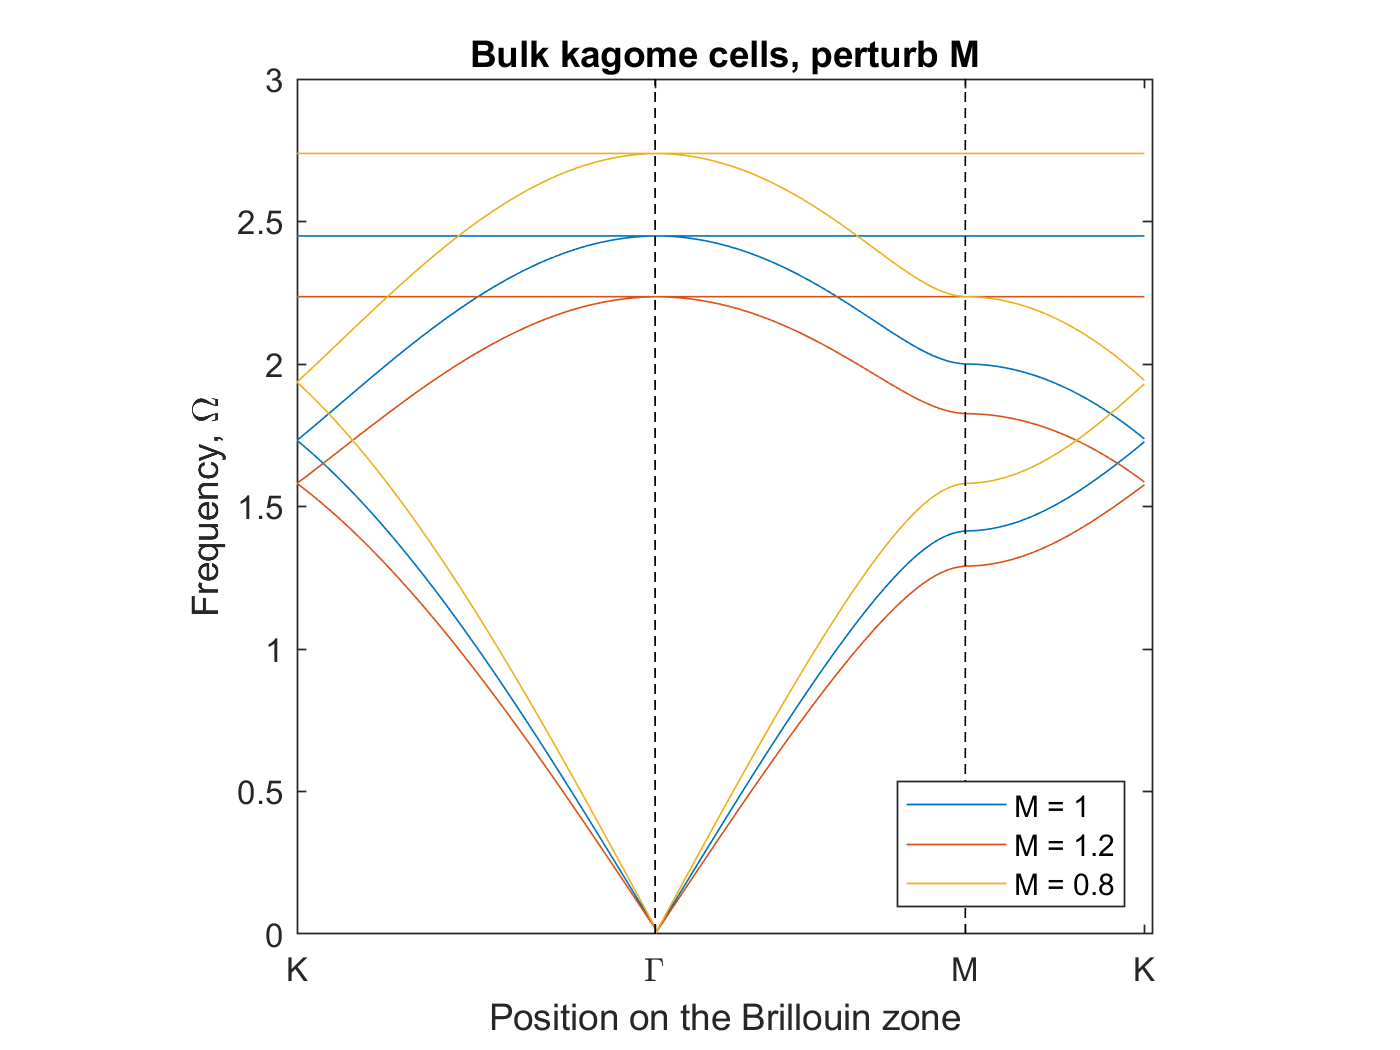 Bulk kagome cells, perturb M
3
2.5
2
1.5
1
0.5
0
Frequency, Ω
K Γ M K
Position on the Brillouin zone
M = 1
M = 1.2
M = 0.8